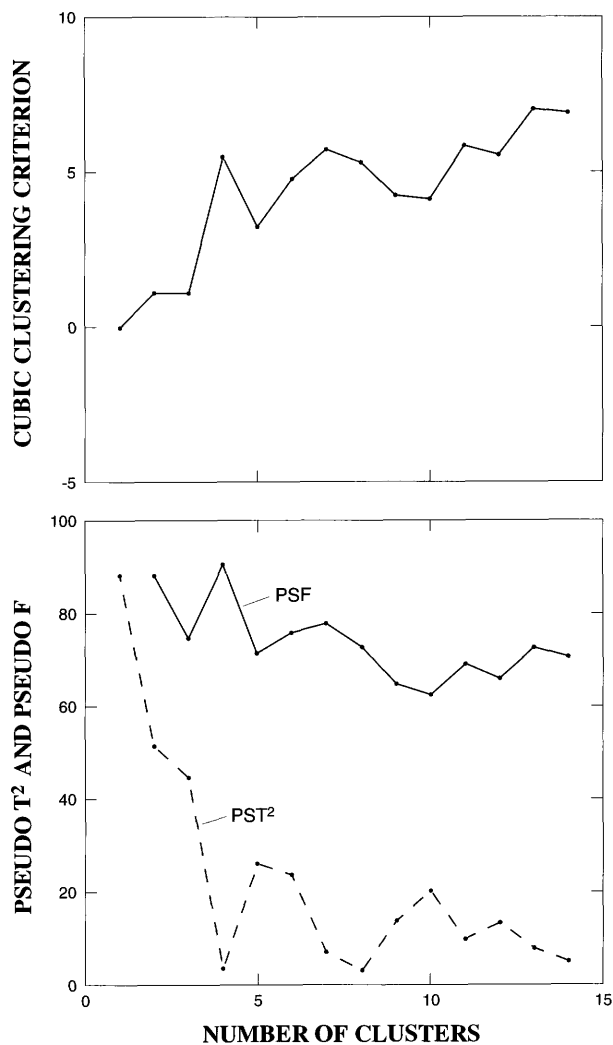 CUBIC CLUSTERING CRITERION
10
5
0
-5
PSEUDO T² AND PSEUDO F
100
80
60
40
20
0
PSF
PST²
0 5 10 15
NUMBER OF CLUSTERS